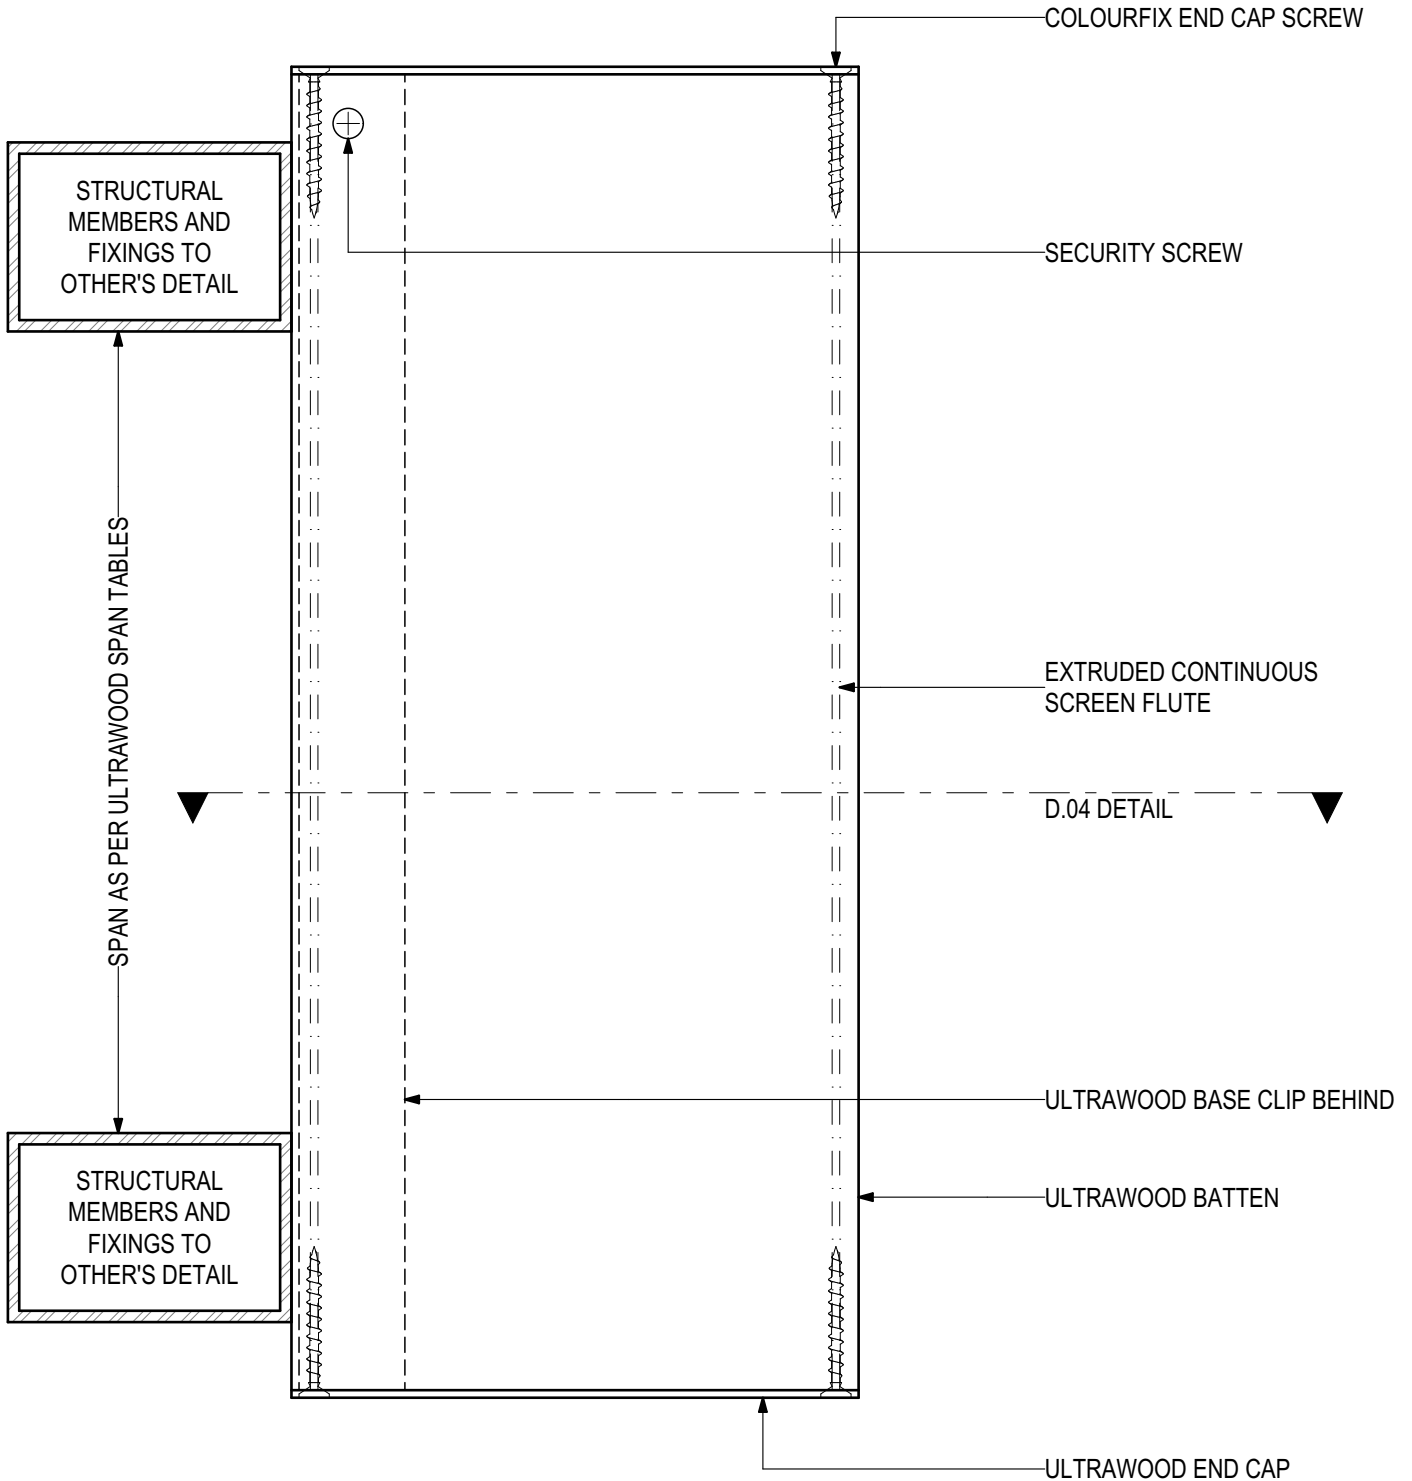 COLOURFIX END CAP SCREW
STRUCTURAL
MEMBERS AND
FIXINGS TO
OTHER'S DETAIL
SECURITY SCREW
SPAN AS PER ULTRAWOOD SPAN TABLES
EXTRUDED CONTINUOUS
SCREEN FLUTE
D.04 DETAIL
ULTRAWOOD BASE CLIP BEHIND
STRUCTURAL
MEMBERS AND
FIXINGS TO
OTHER'S DETAIL
ULTRAWOOD BATTEN
ULTRAWOOD END CAP